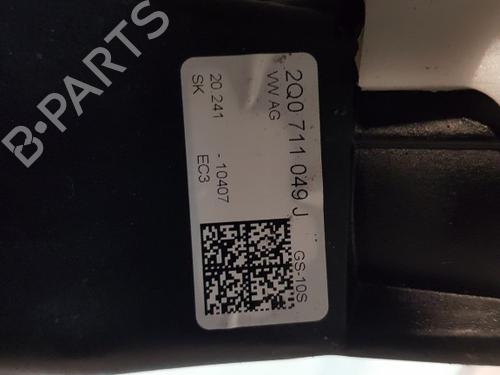 2Q0 711 049 J
VW AG GS-10S
20.241 - 10407
SK EC3
B-PARTS